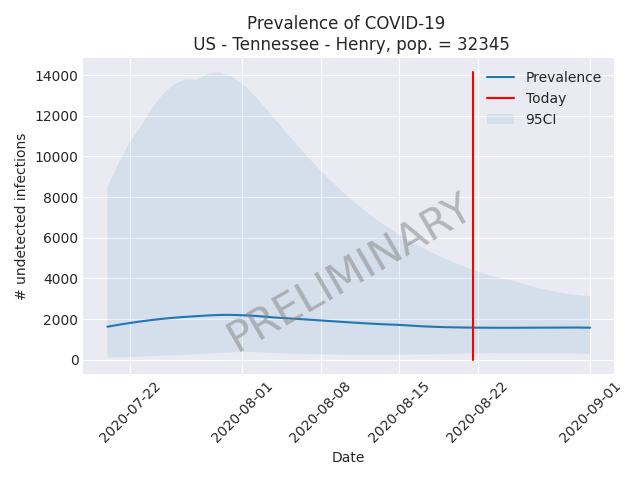 Prevalence of COVID-19
US - Tennessee - Henry, pop. = 32345
14000
12000
10000
8000
6000
4000
2000
0
# undetected infections
Prevalence
Today
95CI
PRELIMINARY
2020-07-22
2020-08-01
2020-08-08
2020-08-15
2020-08-22
2020-09-01
Date